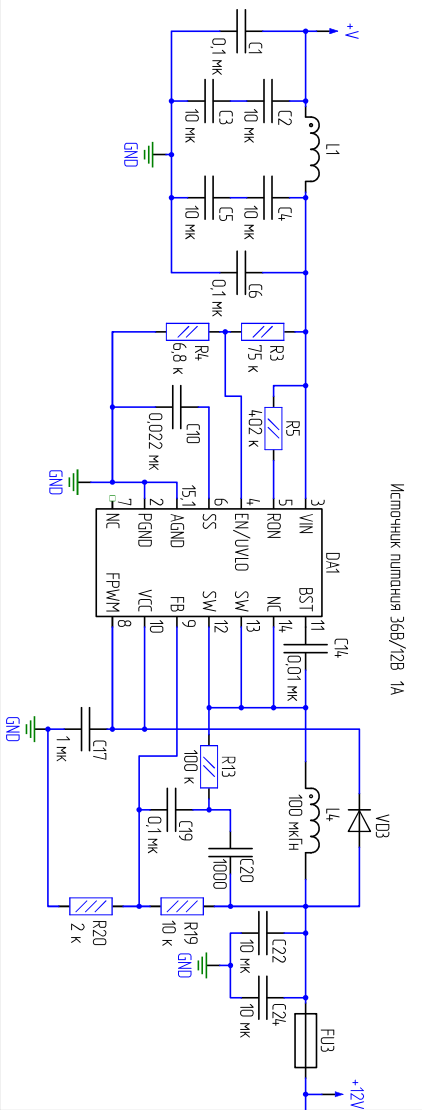 Источник питания 36В/12В 1А
+V
C1
0,1 мк
C3
10 мк
C2
10 мк
L1
GND
C5
10 мк
C4
10 мк
C6
0,1 мк
R4
6,8 к
R3
75 к
C10
0,022 мк
R5
402 к
GND
DA1
3 VIN
5 RON
4 EN/UVLO
6 SS
15,1 AGND
2 PGND
7 NC
BST 11
NC 14
SW 13
SW 12
FB 9
VCC 10
FPWM 8
C14
0,01 мк
C17
1 мк
GND
R13
100 к
C19
0,1 мк
C20
1000
L4
100 мкГн
VD3
R20
2 к
R19
10 к
C22
10 мк
GND
C24
10 мк
FU3
+12V